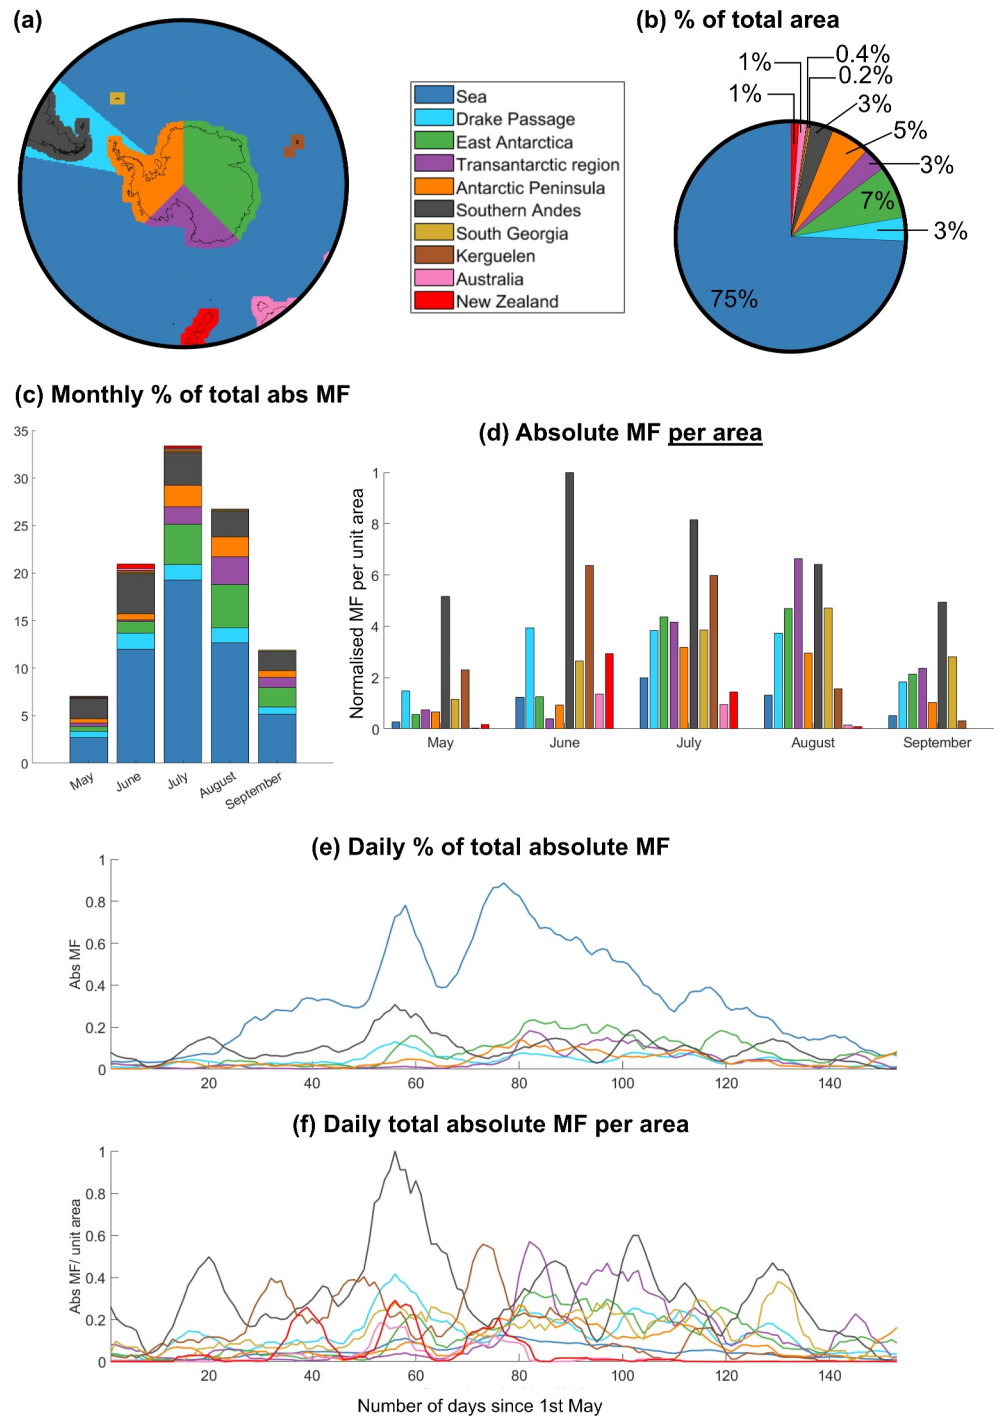 (a)
(b) % of total area
Sea
Drake Passage
East Antarctica
Transantarctic region
Antarctic Peninsula
Southern Andes
South Georgia
Kerguelen
Australia
New Zealand
0.4%
1%
0.2%
1%
3%
5%
3%
7%
3%
75%
(c) Monthly % of total abs MF
35
30
25
20
15
10
5
0
May
June
July
August
September
(d) Absolute MF per area
Normalised MF per unit area
1
8
6
4
2
0
May
June
July
August
September
(e) Daily % of total absolute MF
Abs MF
1
0.8
0.6
0.4
0.2
0
20
40
60
80
100
120
140
(f) Daily total absolute MF per area
Abs MF/ unit area
1
0.8
0.6
0.4
0.2
0
20
40
60
80
100
120
140
Number of days since 1st May